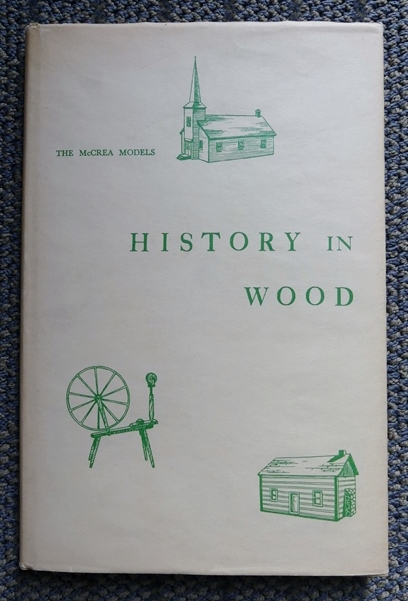 THE McCREA MODELS
HISTORY IN
WOOD